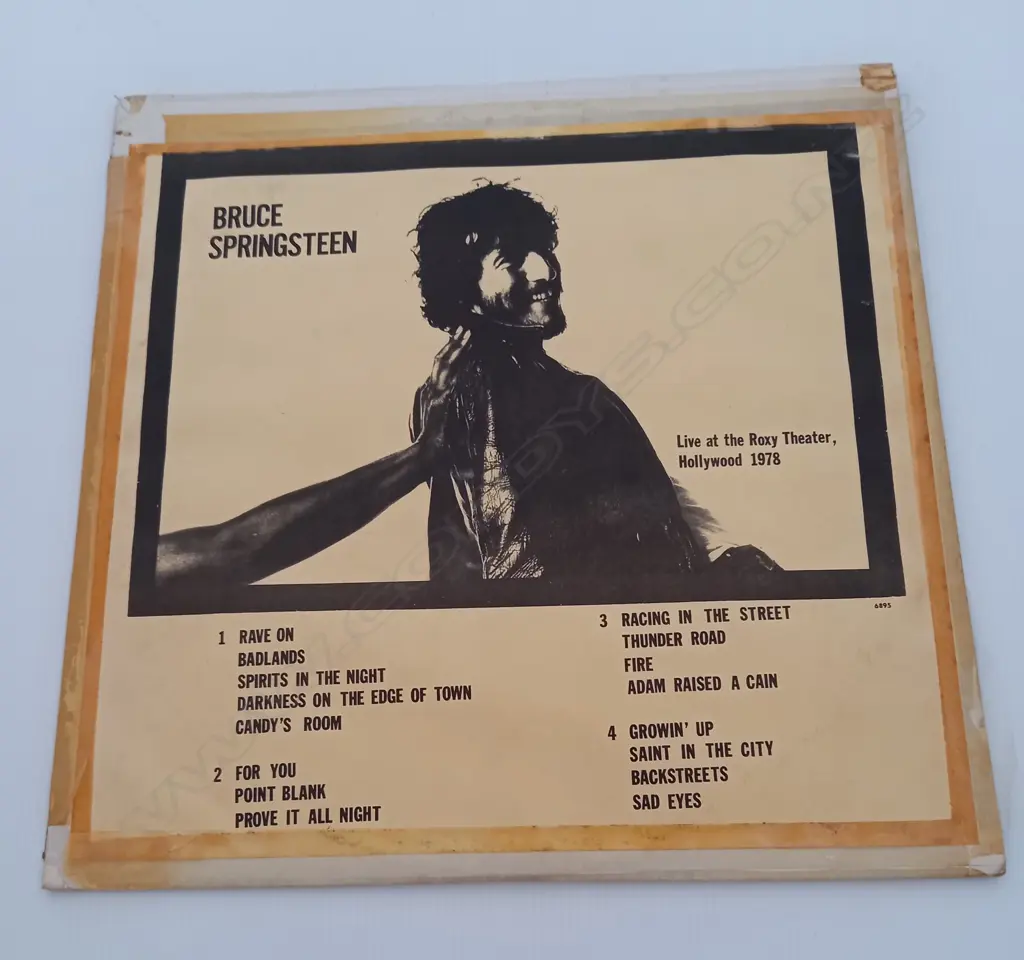 BRUCE
SPRINGSTEEN
Live at the Roxy Theater,
Hollywood 1978
6895
1 RAVE ON
BADLANDS
SPIRITS IN THE NIGHT
DARKNESS ON THE EDGE OF TOWN
CANDY'S ROOM
2 FOR YOU
POINT BLANK
PROVE IT ALL NIGHT
3 RACING IN THE STREET
THUNDER ROAD
FIRE
ADAM RAISED A CAIN
4 GROWIN' UP
SAINT IN THE CITY
BACKSTREETS
SAD EYES